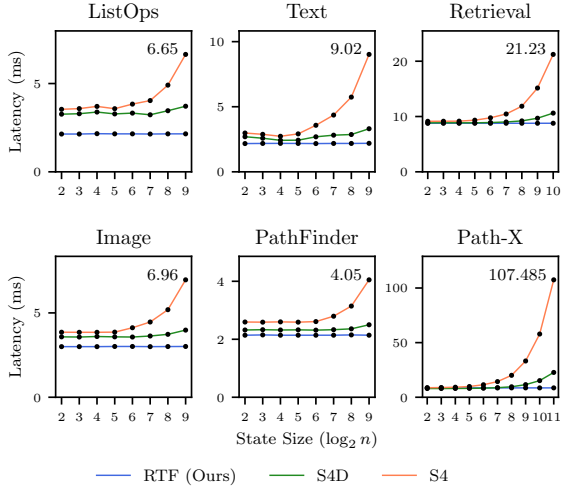 ListOps Text Retrieval
6.65 9.02 21.23
Latency (ms)
5
0
10
5
0
20
10
0
2 3 4 5 6 7 8 9
2 3 4 5 6 7 8 9
2 3 4 5 6 7 8 9 10
Image PathFinder Path-X
6.96 4.05 107.485
Latency (ms)
5
0
4
2
0
100
50
0
2 3 4 5 6 7 8 9
2 3 4 5 6 7 8 9
2 3 4 5 6 7 8 9 10 11
State Size (log₂ n)
RTF (Ours) S4D S4